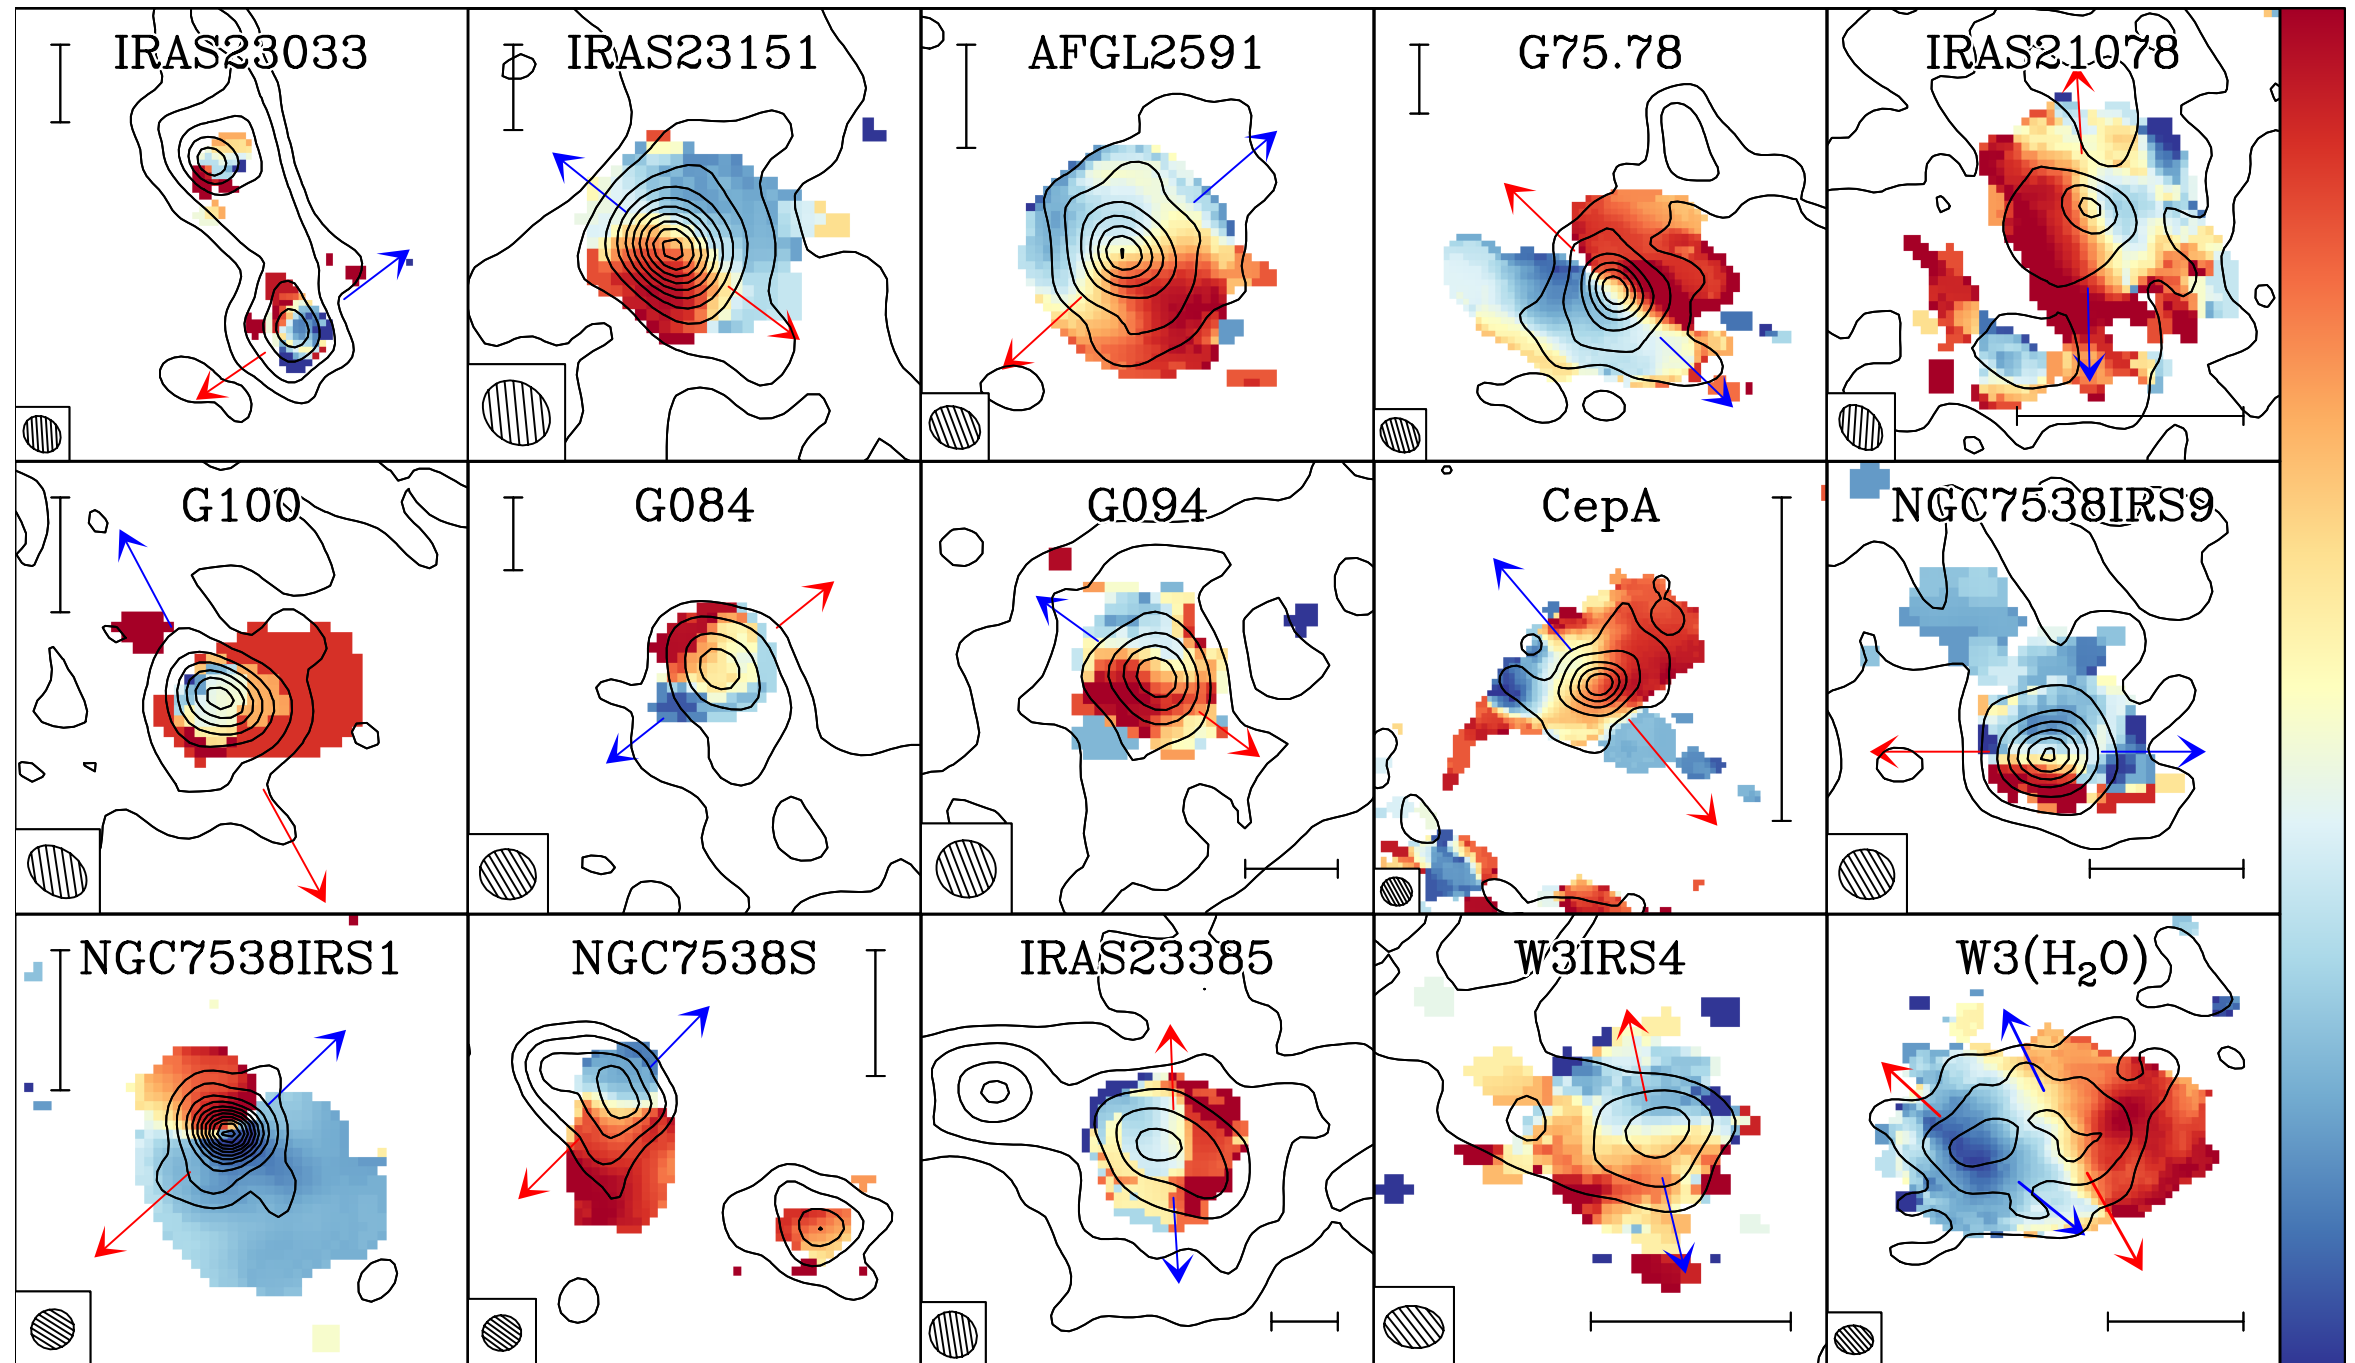 IRAS23033
IRAS23151
AFGL2591
G75.78
IRAS21078
G100
G084
G094
CepA
NGC7538IRS9
NGC7538IRS1
NGC7538S
IRAS23385
W3IRS4
W3(H₂O)